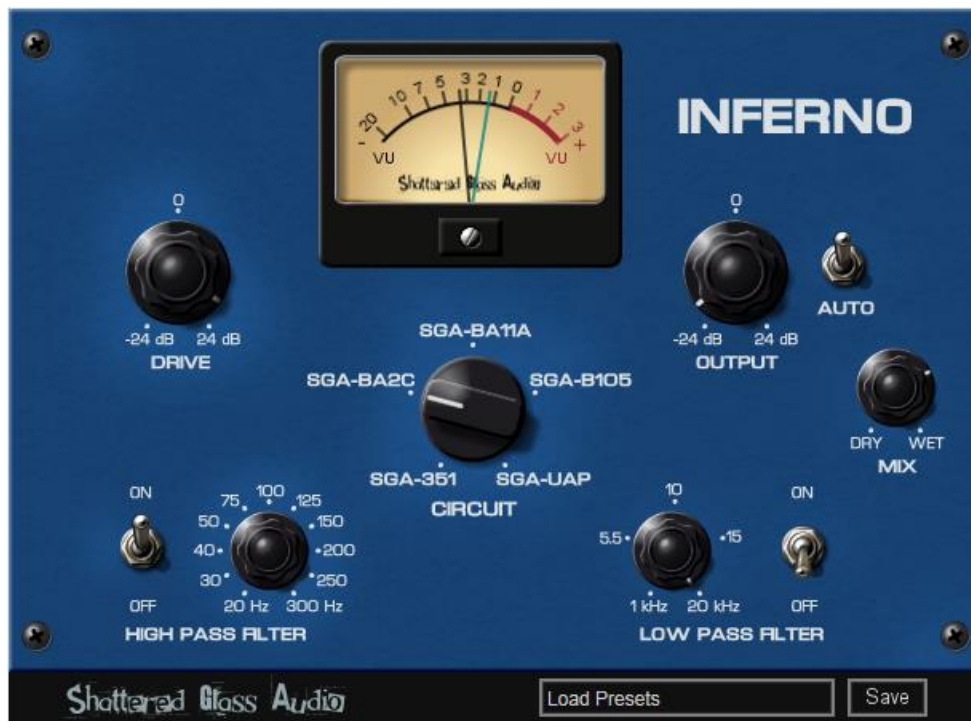 INFERNO
20 10 7 5 3 2 1 0 1 2 3
- VU VU +
Shattered Glass Audio
0
-24 dB 24 dB
DRIVE
0
-24 dB 24 dB
OUTPUT
AUTO
SGA-BA11A
SGA-BA2C
SGA-B105
SGA-351
SGA-UAP
CIRCUIT
DRY WET
MIX
ON
OFF
75 100 125
50 150
40 200
30 250
20 Hz 300 Hz
HIGH PASS FILTER
10
5.5 15
1 kHz 20 kHz
ON
OFF
LOW PASS FILTER
Shattered Glass Audio
Load Presets
Save